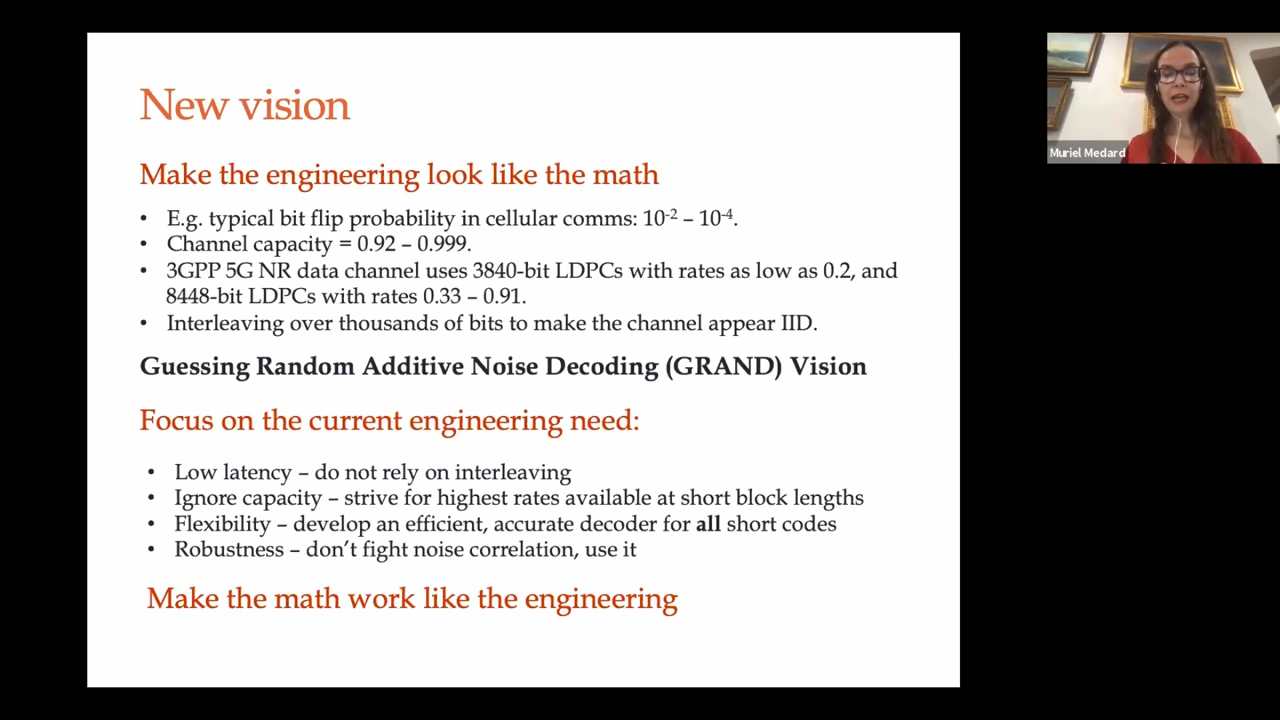 New vision
Make the engineering look like the math
• E.g. typical bit flip probability in cellular comms: 10⁻² – 10⁻⁴.
• Channel capacity = 0.92 – 0.999.
• 3GPP 5G NR data channel uses 3840-bit LDPCs with rates as low as 0.2, and
8448-bit LDPCs with rates 0.33 – 0.91.
• Interleaving over thousands of bits to make the channel appear IID.
Guessing Random Additive Noise Decoding (GRAND) Vision
Focus on the current engineering need:
• Low latency – do not rely on interleaving
• Ignore capacity – strive for highest rates available at short block lengths
• Flexibility – develop an efficient, accurate decoder for all short codes
• Robustness – don’t fight noise correlation, use it
Make the math work like the engineering
Muriel Medard